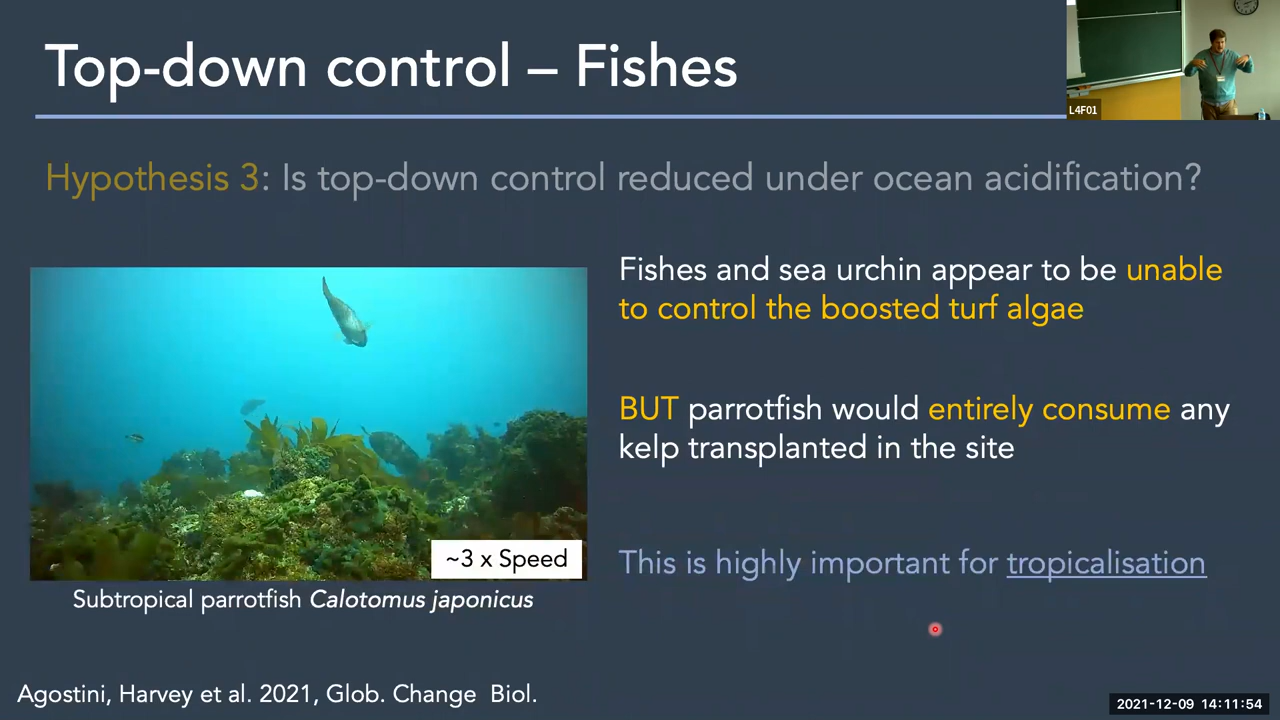 Top-down control – Fishes
L4F01
Hypothesis 3: Is top-down control reduced under ocean acidification?
Fishes and sea urchin appear to be unable
to control the boosted turf algae
BUT parrotfish would entirely consume any
kelp transplanted in the site
~3 x Speed
This is highly important for tropicalisation
Subtropical parrotfish Calotomus japonicus
Agostini, Harvey et al. 2021, Glob. Change Biol.
2021-12-09 14:11:54